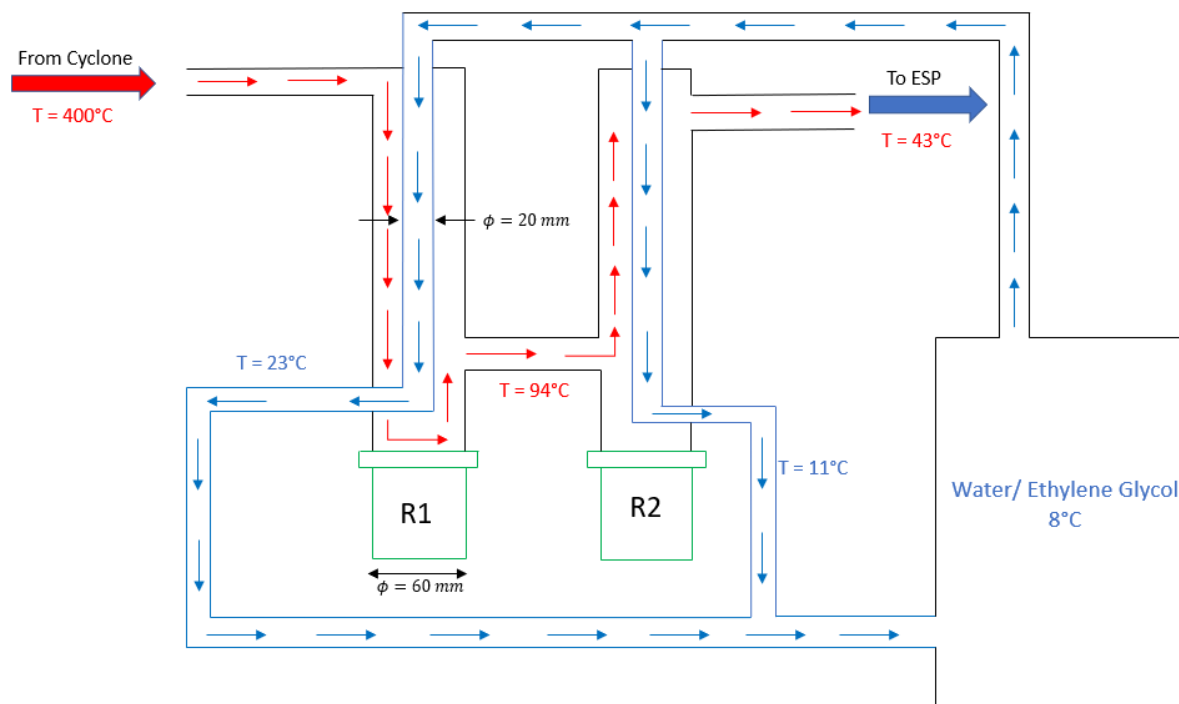 From Cyclone
T = 400°C
To ESP
T = 43°C
ϕ = 20 mm
T = 23°C
T = 94°C
T = 11°C
Water/ Ethylene Glycol
8°C
R1
R2
ϕ = 60 mm